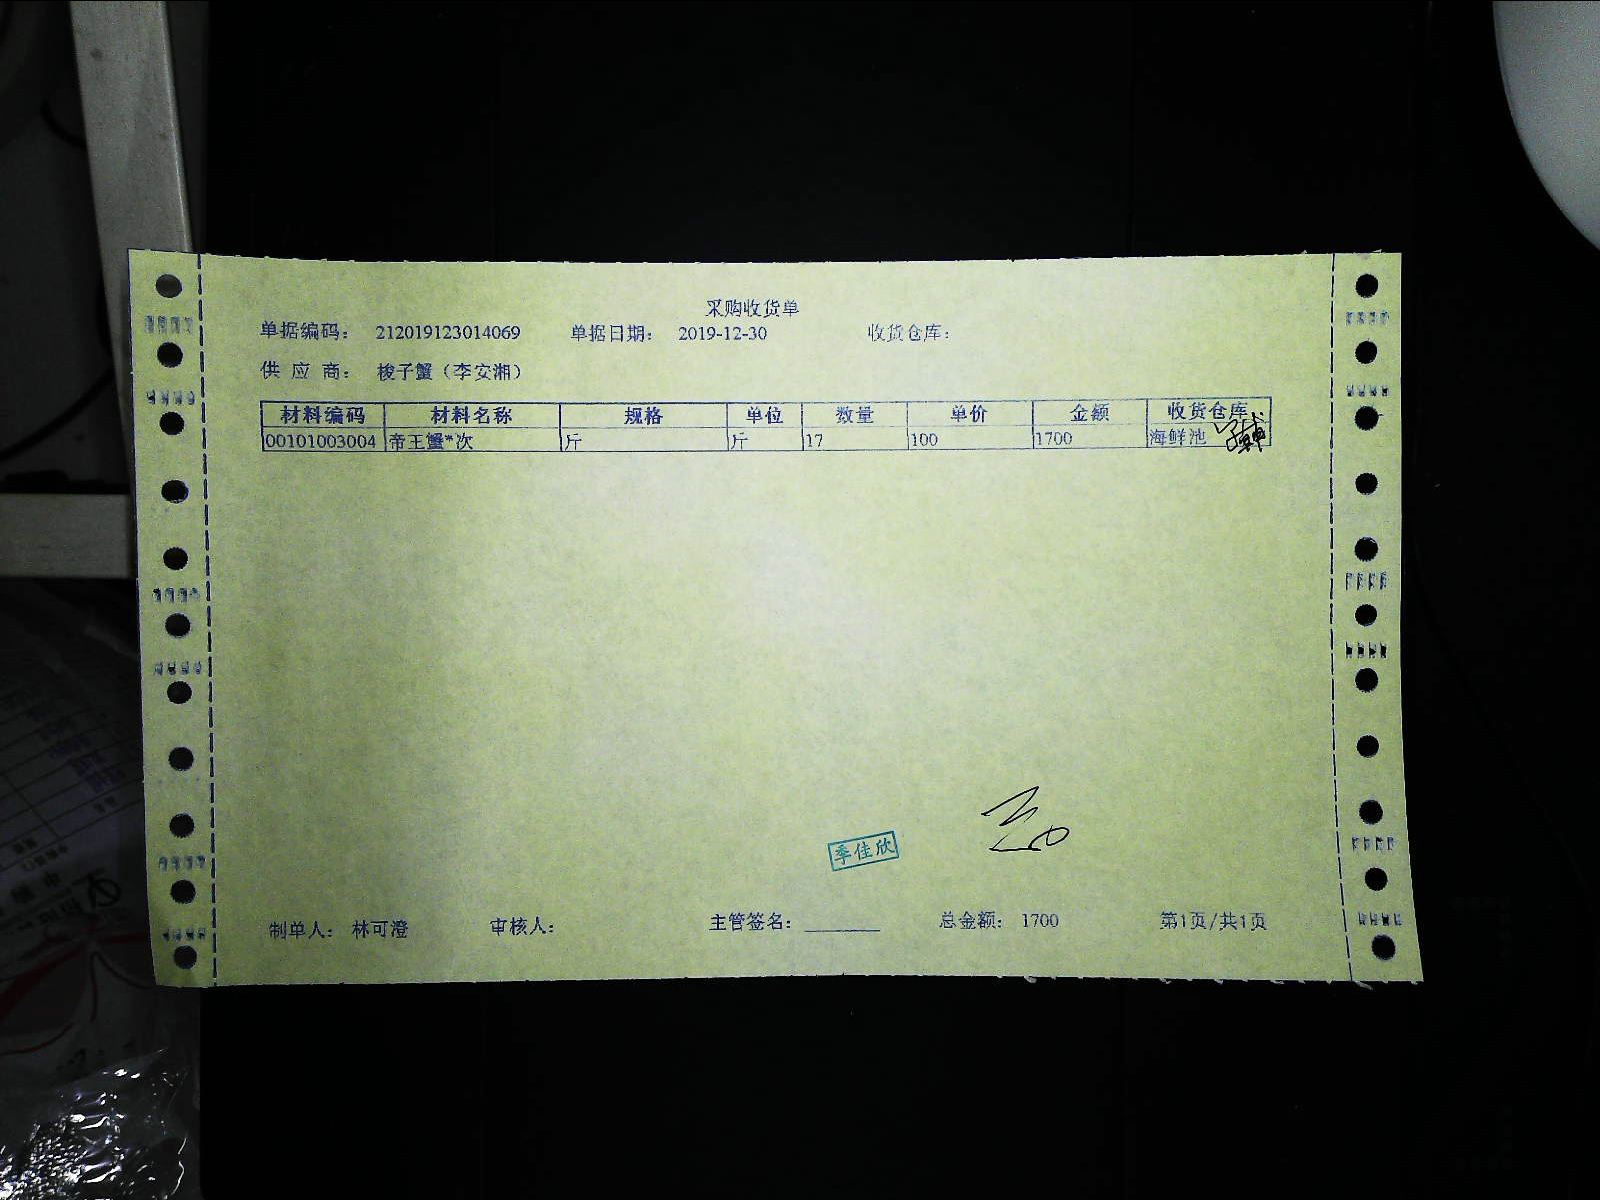 采购收货单
单据编码： 212019123014069 单据日期： 2019-12-30 收货仓库：
供 应 商： 梭子蟹（李安湘）
材料编码 材料名称 规格 单位 数量 单价 金额 收货仓库
00101003004 帝王蟹*次 斤 斤 17 100 1700 海鲜池
季佳欣
制单人： 林可澄 审核人： 主管签名： 总金额： 1700 第1页/共1页